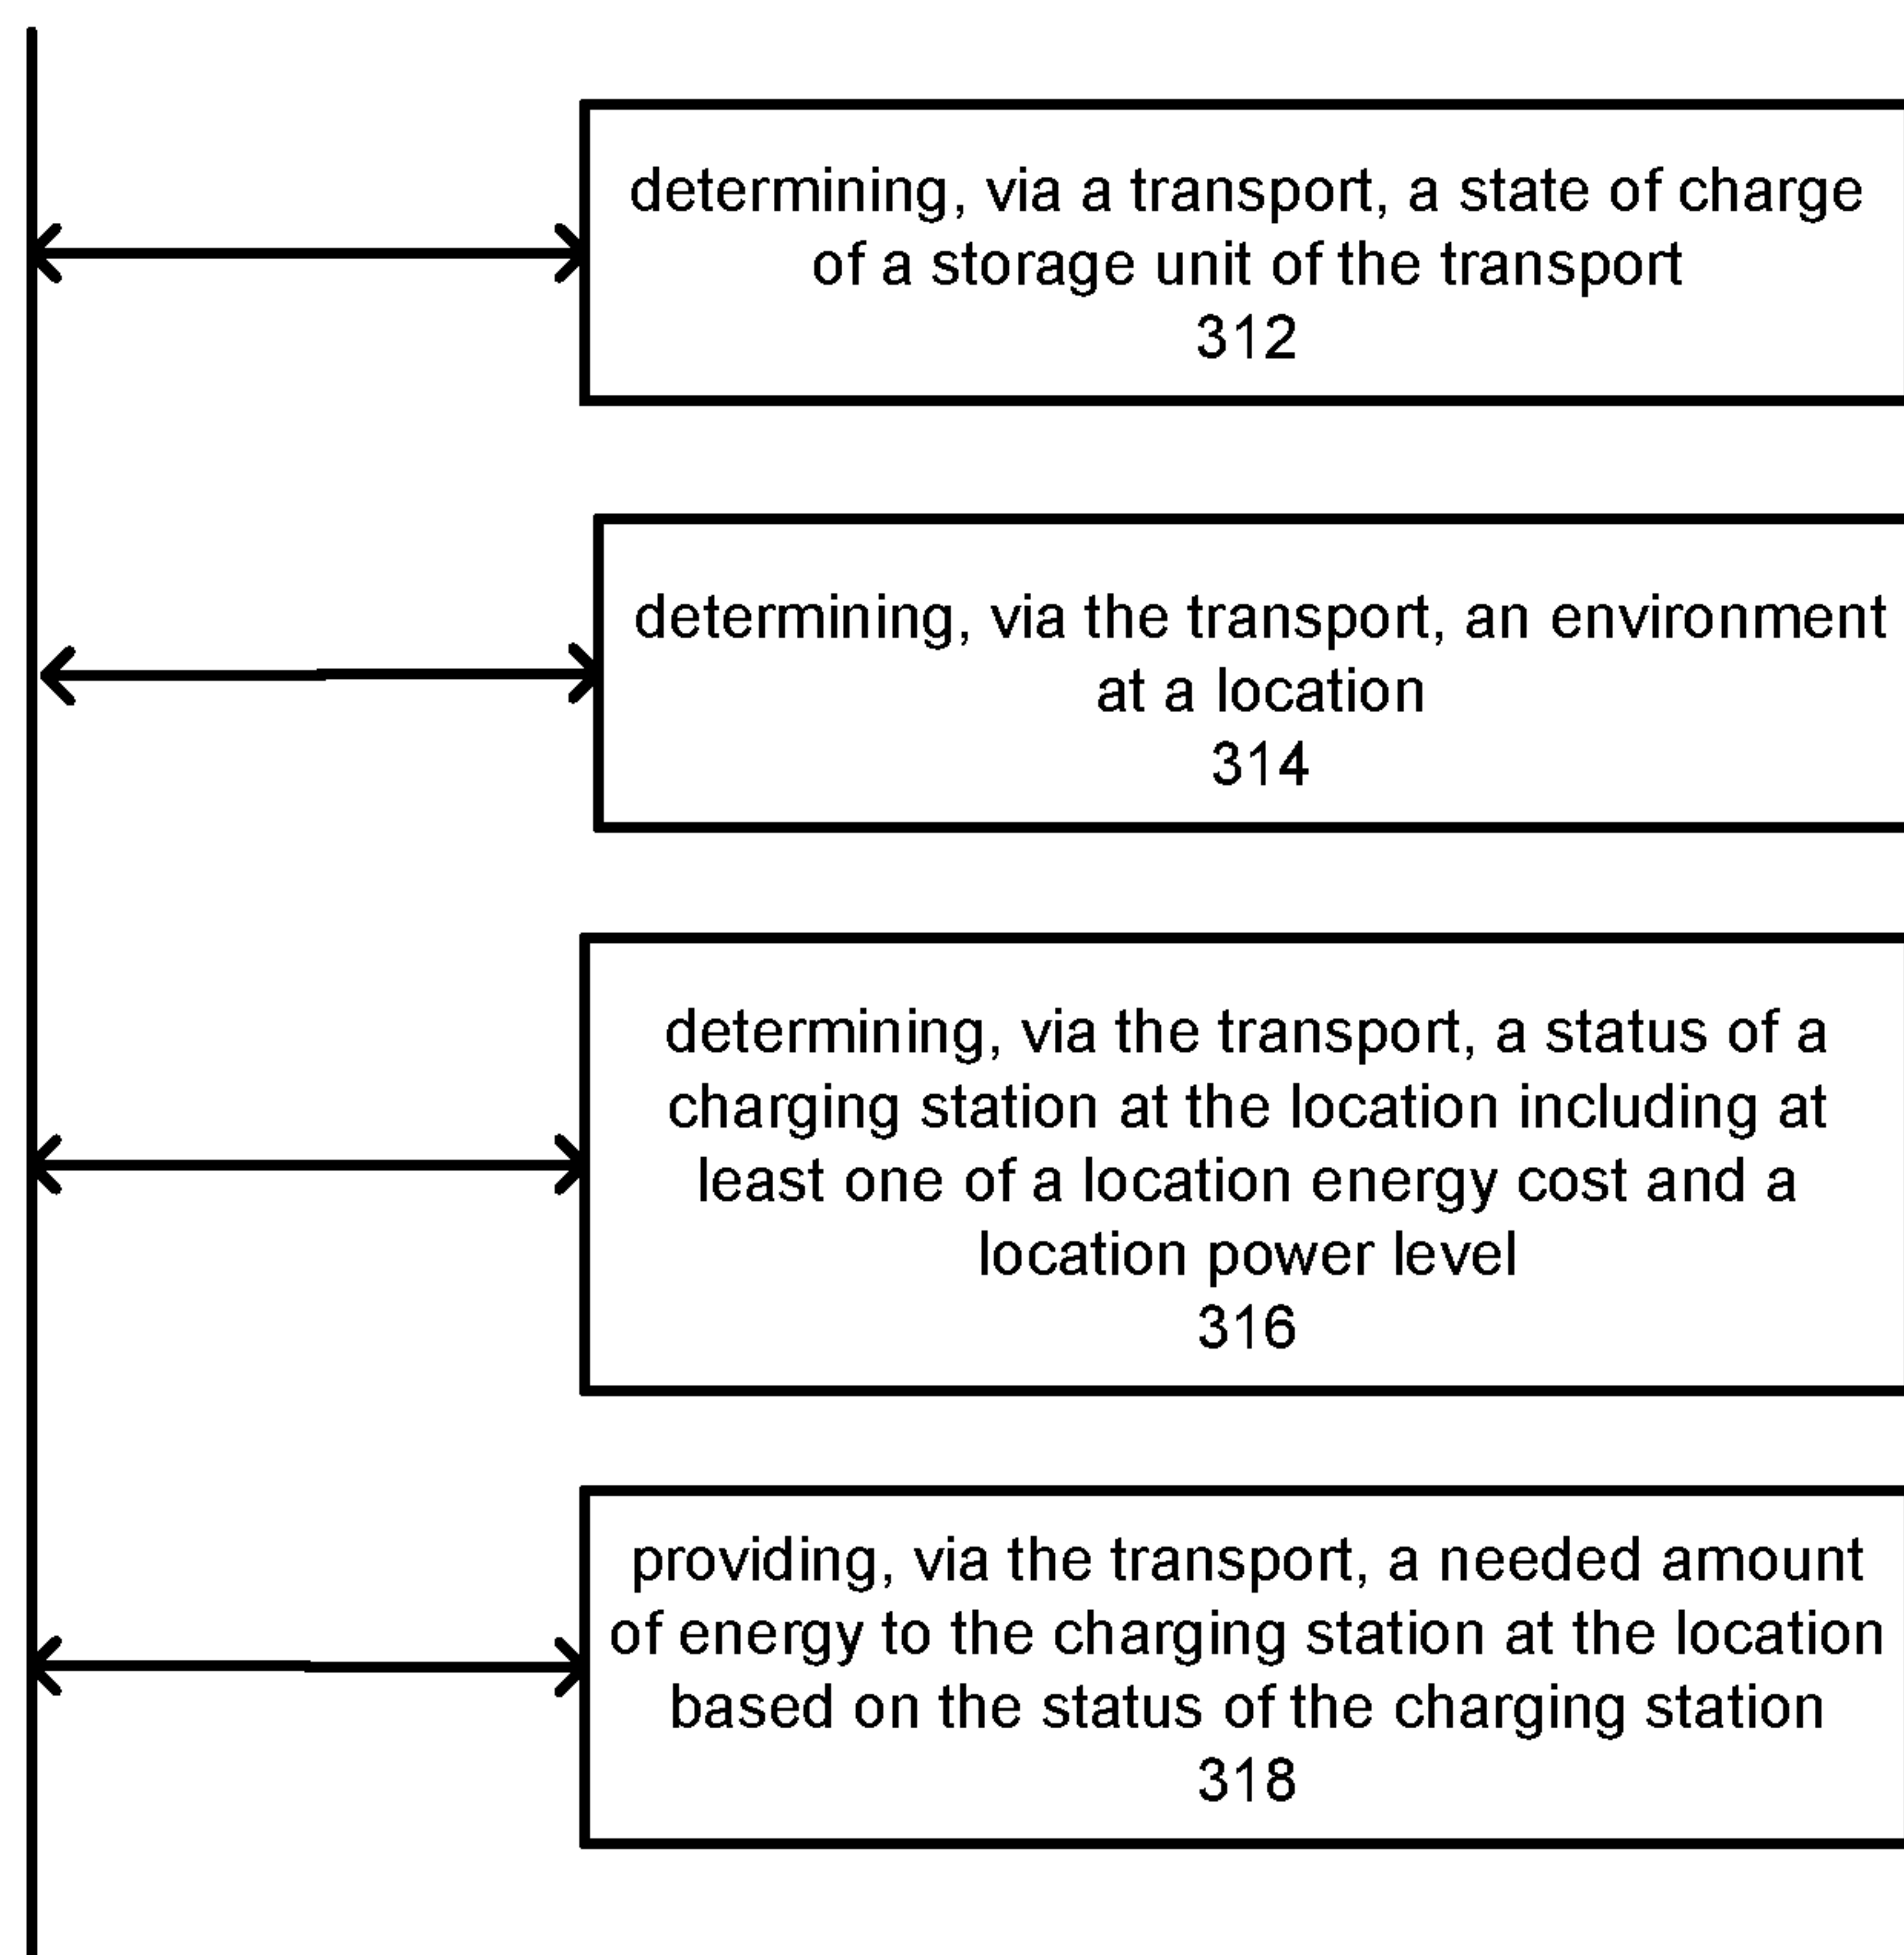 determining, via a transport, a state of charge
of a storage unit of the transport
312
determining, via the transport, an environment
at a location
314
determining, via the transport, a status of a
charging station at the location including at
least one of a location energy cost and a
location power level
316
providing, via the transport, a needed amount
of energy to the charging station at the location
based on the status of the charging station
318